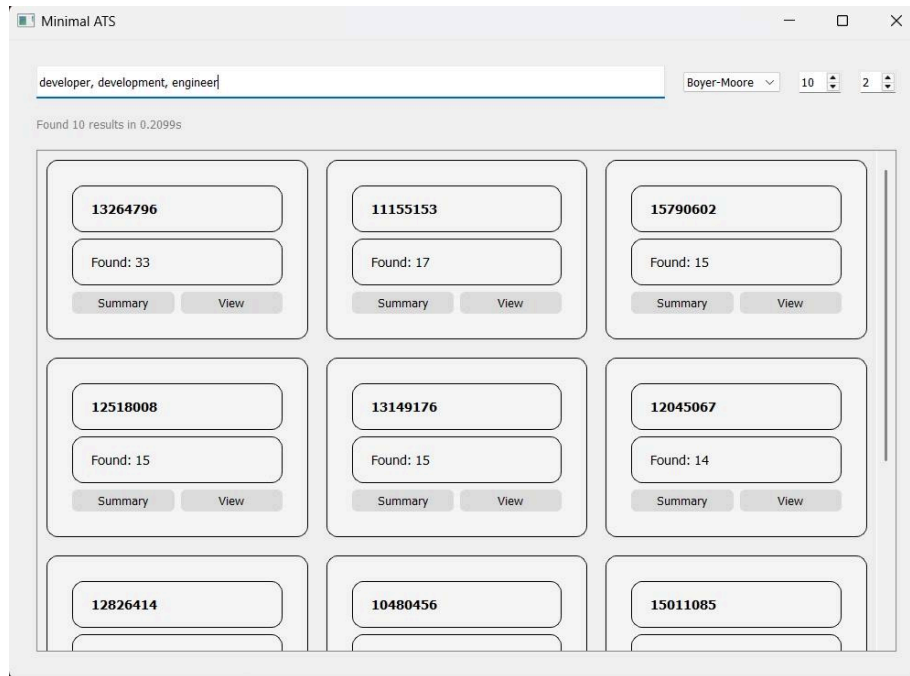 Minimal ATS
developer, development, engineer
Boyer-Moore 10 2
Found 10 results in 0.2099s
13264796 11155153 15790602
Found: 33 Found: 17 Found: 15
Summary View Summary View Summary View
12518008 13149176 12045067
Found: 15 Found: 15 Found: 14
Summary View Summary View Summary View
12826414 10480456 15011085